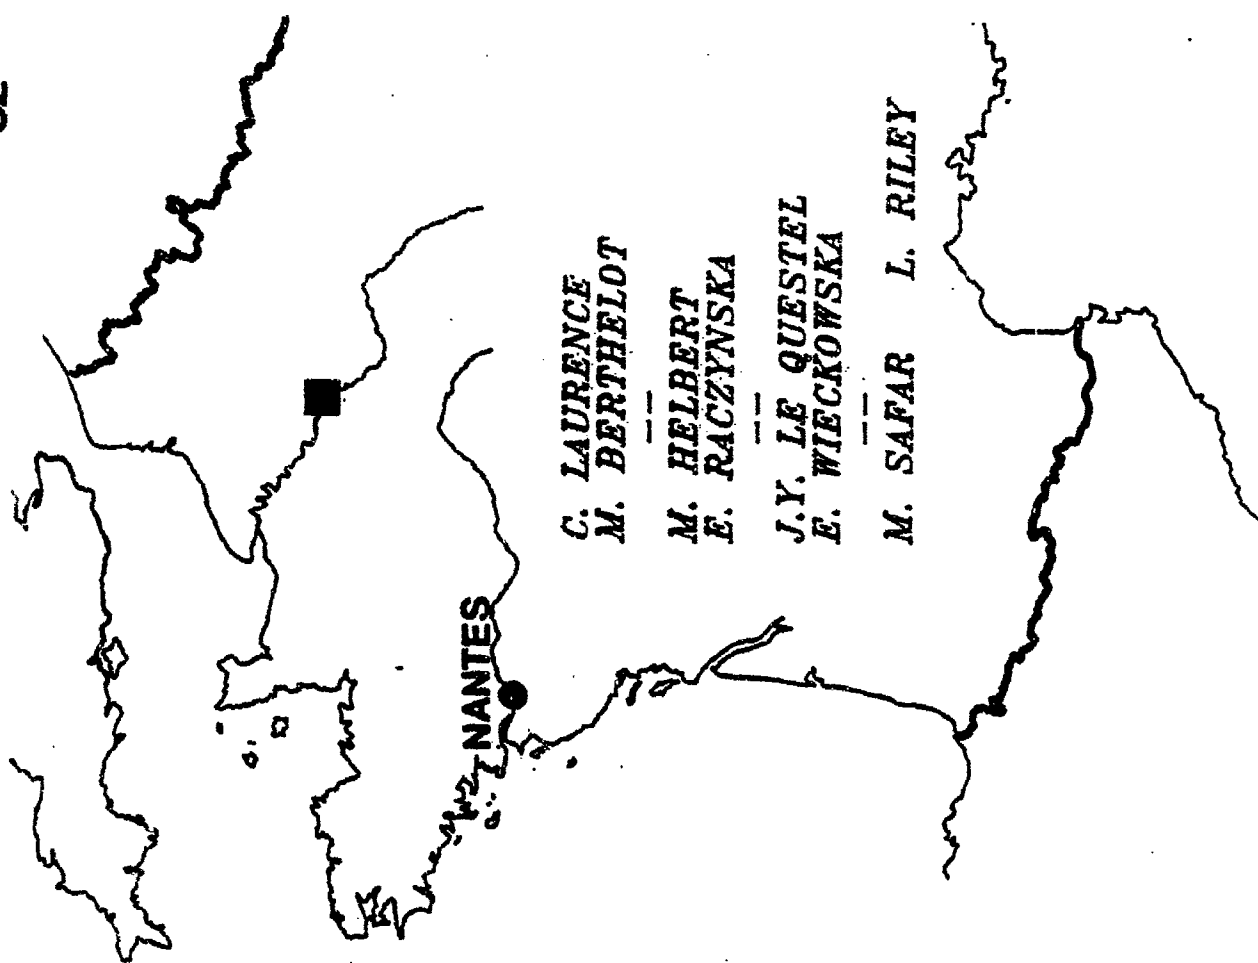 NANTES
C. LAURENCE
M. BERTHELOT
M. HELBERT
E. RACZYNSKA
J.Y. LE QUESTEL
E. WIECKOWSKA
M. SAFAR L. RILEY